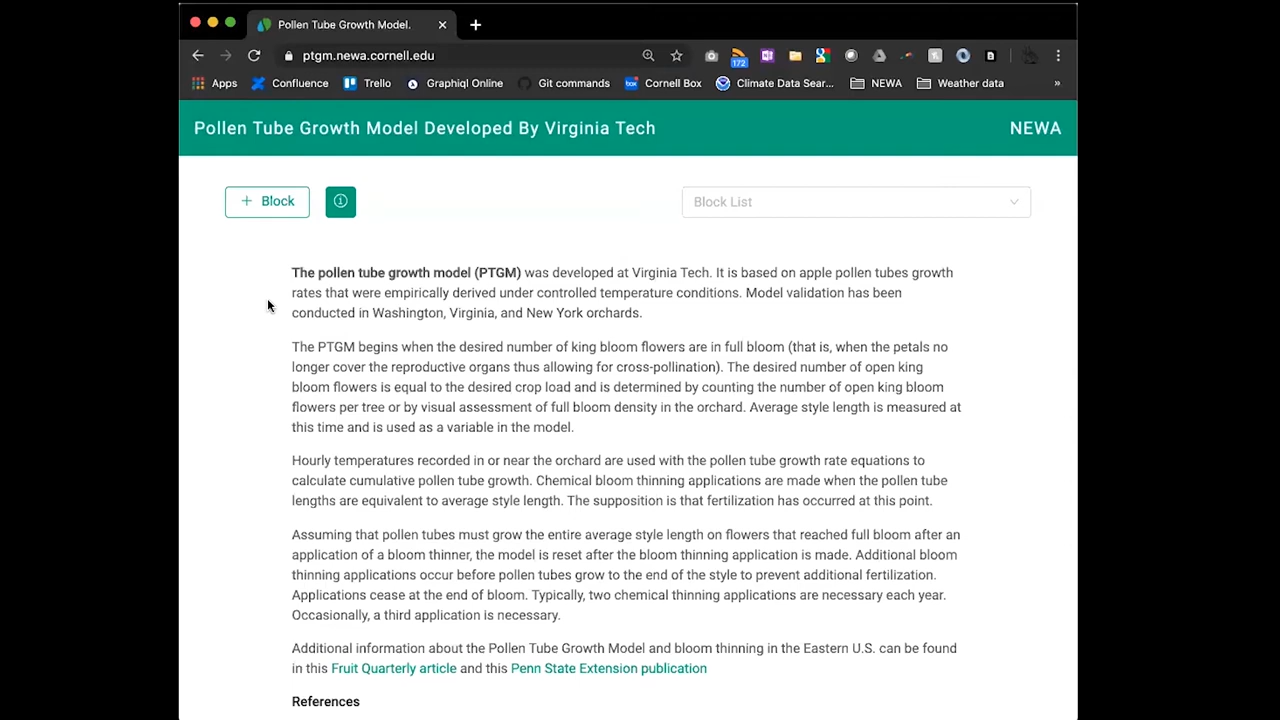 Pollen Tube Growth Model.
ptgm.newa.cornell.edu
172
Apps Confluence Trello Graphiql Online Git commands Cornell Box Climate Data Sear... NEWA Weather data »
Pollen Tube Growth Model Developed By Virginia Tech NEWA
+ Block Block List
The pollen tube growth model (PTGM) was developed at Virginia Tech. It is based on apple pollen tubes growth
rates that were empirically derived under controlled temperature conditions. Model validation has been
conducted in Washington, Virginia, and New York orchards.
The PTGM begins when the desired number of king bloom flowers are in full bloom (that is, when the petals no
longer cover the reproductive organs thus allowing for cross-pollination). The desired number of open king
bloom flowers is equal to the desired crop load and is determined by counting the number of open king bloom
flowers per tree or by visual assessment of full bloom density in the orchard. Average style length is measured at
this time and is used as a variable in the model.
Hourly temperatures recorded in or near the orchard are used with the pollen tube growth rate equations to
calculate cumulative pollen tube growth. Chemical bloom thinning applications are made when the pollen tube
lengths are equivalent to average style length. The supposition is that fertilization has occurred at this point.
Assuming that pollen tubes must grow the entire average style length on flowers that reached full bloom after an
application of a bloom thinner, the model is reset after the bloom thinning application is made. Additional bloom
thinning applications occur before pollen tubes grow to the end of the style to prevent additional fertilization.
Applications cease at the end of bloom. Typically, two chemical thinning applications are necessary each year.
Occasionally, a third application is necessary.
Additional information about the Pollen Tube Growth Model and bloom thinning in the Eastern U.S. can be found
in this Fruit Quarterly article and this Penn State Extension publication
References